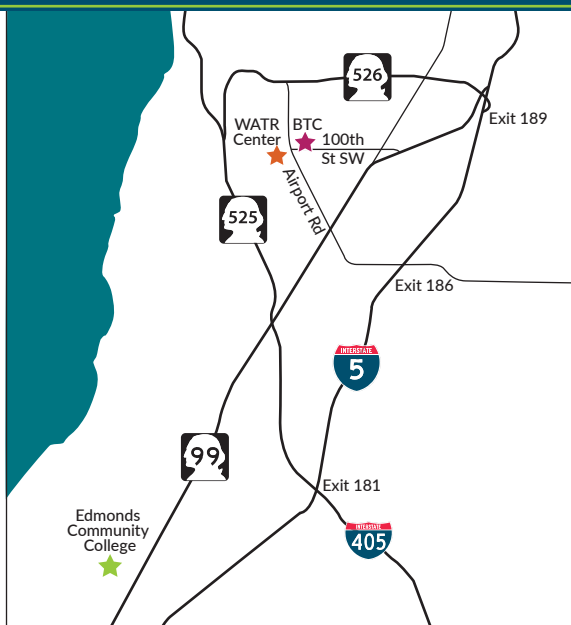 526
WATR
Center
BTC
100th
St SW
Exit 189
Airport Rd
525
Exit 186
INTERSTATE
5
99
Exit 181
Edmonds
Community
College
INTERSTATE
405